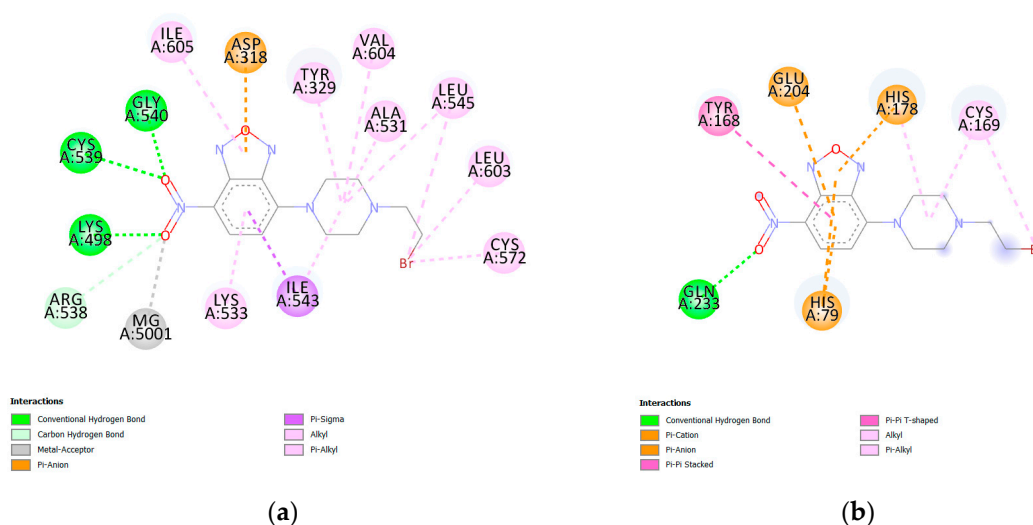 ILE
A:605
ASP
A:318
VAL
A:604
TYR
A:329
LEU
A:545
GLY
A:540
ALA
A:531
CYS
A:539
LEU
A:603
LYS
A:498
CYS
A:572
ARG
A:538
MG
A:5001
LYS
A:533
ILE
A:543
O
N
N
O
N
O
N
N
Br
Interactions
Conventional Hydrogen Bond
Carbon Hydrogen Bond
Metal-Acceptor
Pi-Anion
Pi-Sigma
Alkyl
Pi-Alkyl
(a)
GLU
A:204
HIS
A:178
TYR
A:168
CYS
A:169
GLN
A:233
HIS
A:79
O
N
N
O
N
O
N
N
Interactions
Conventional Hydrogen Bond
Pi-Cation
Pi-Anion
Pi-Pi Stacked
Pi-Pi T-shaped
Alkyl
Pi-Alkyl
(b)